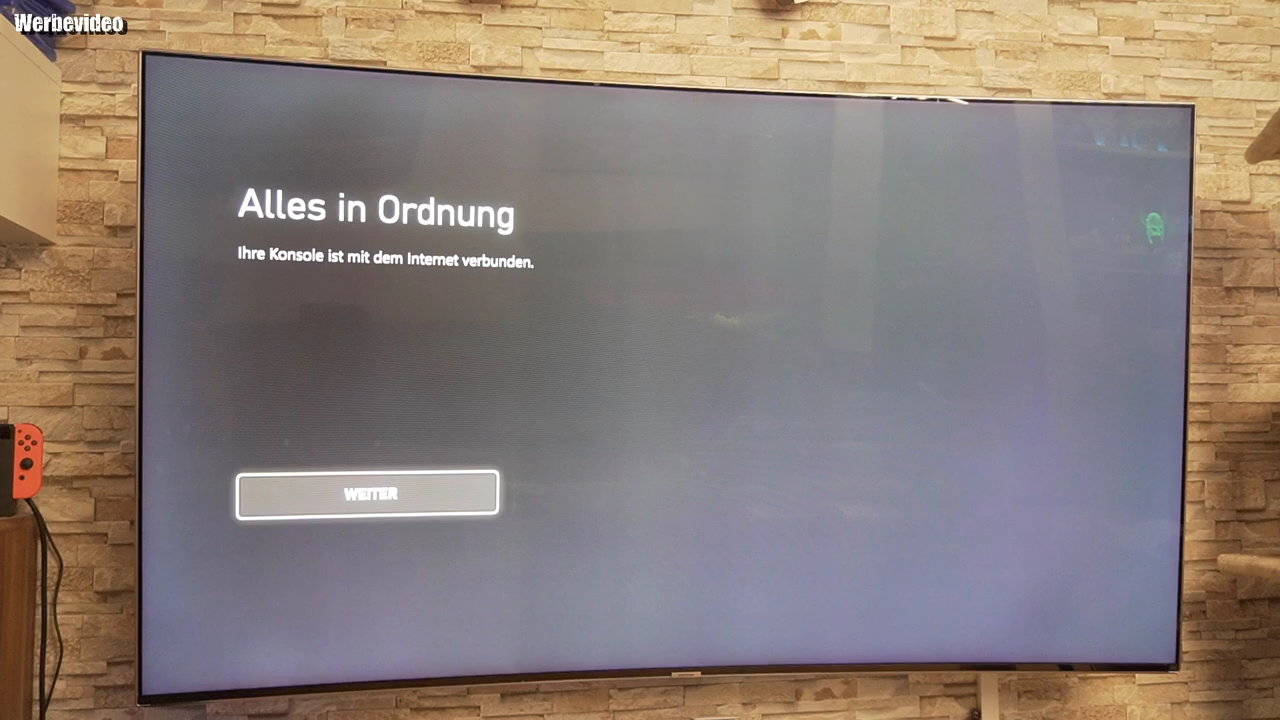 Werbevideo
Alles in Ordnung
Ihre Konsole ist mit dem Internet verbunden.
WEITER